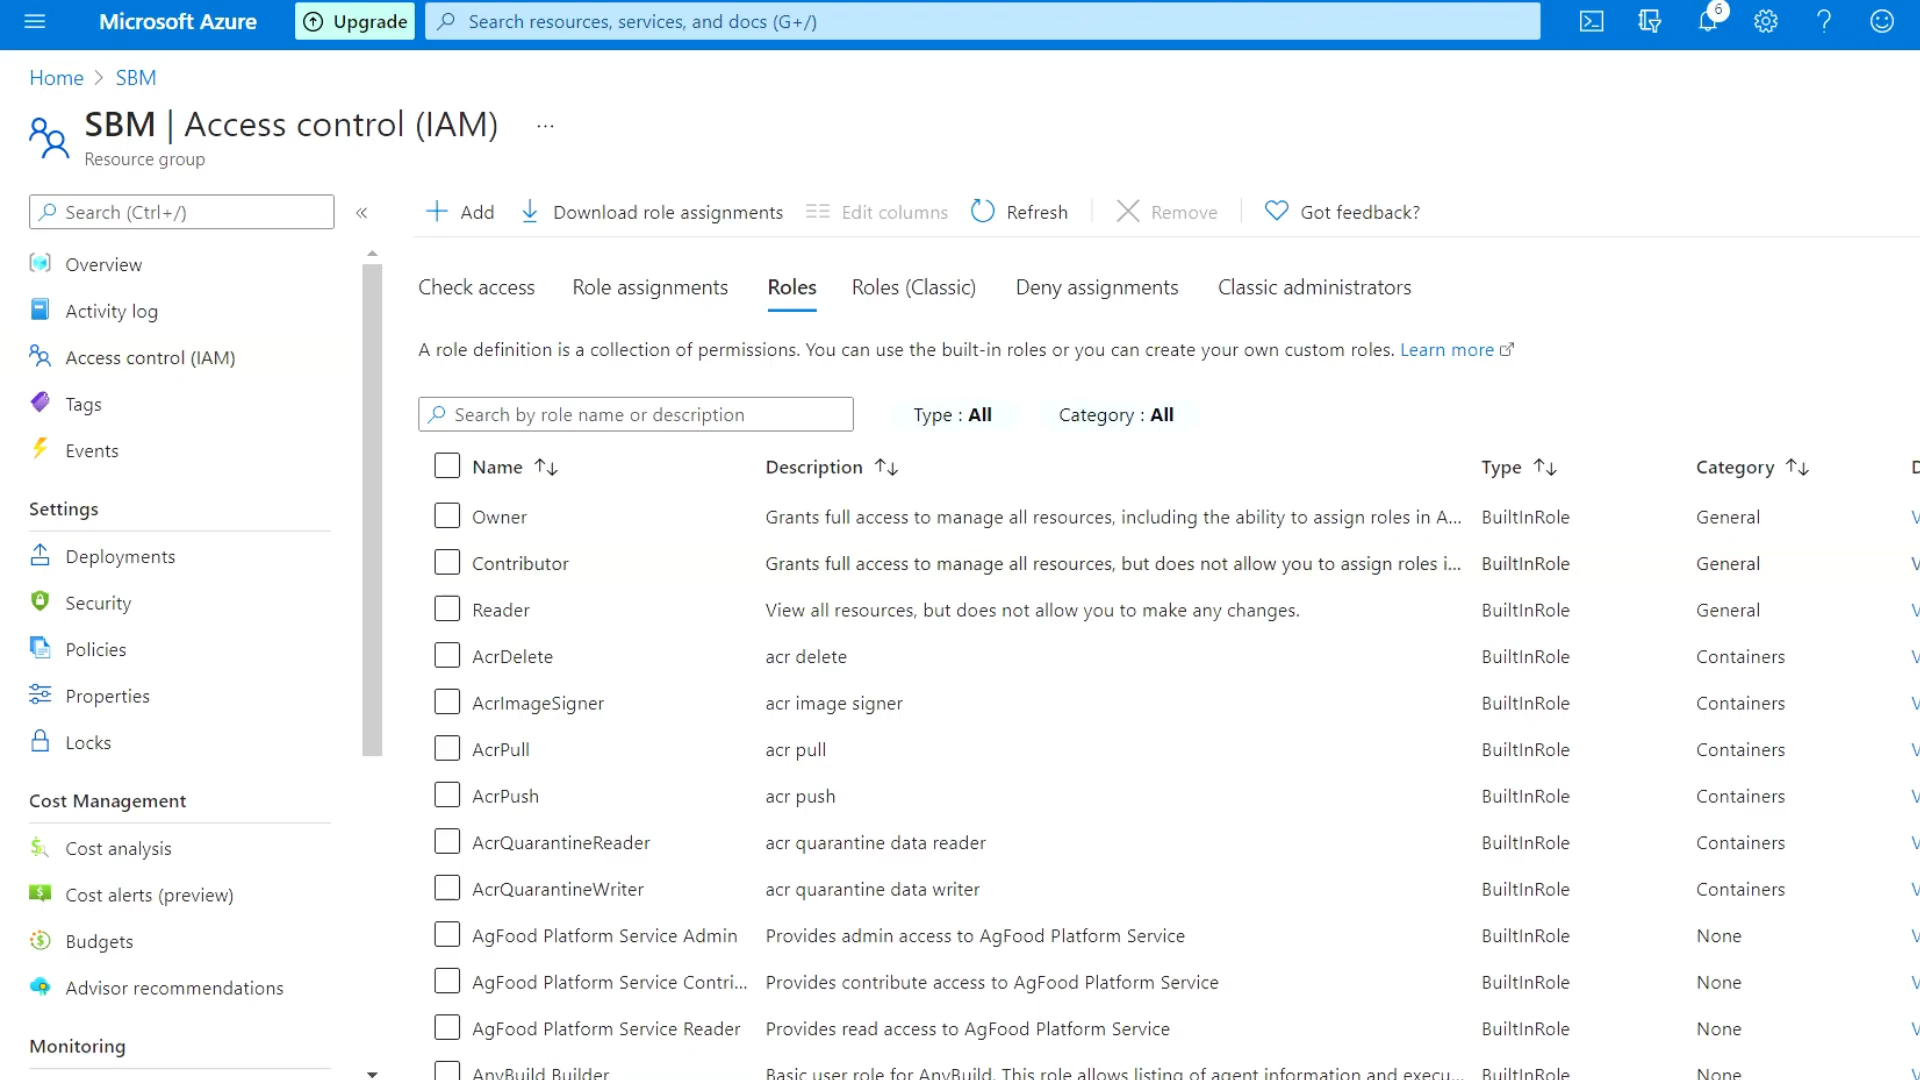 Microsoft Azure
Upgrade
Search resources, services, and docs (G+/)
6
Home > SBM
SBM | Access control (IAM) ...
Resource group
Search (Ctrl+/)
«
Add
Download role assignments
Edit columns
Refresh
Remove
Got feedback?
Overview
Activity log
Access control (IAM)
Tags
Events
Settings
Deployments
Security
Policies
Properties
Locks
Cost Management
Cost analysis
Cost alerts (preview)
Budgets
Advisor recommendations
Monitoring
Check access Role assignments Roles Roles (Classic) Deny assignments Classic administrators
A role definition is a collection of permissions. You can use the built-in roles or you can create your own custom roles. Learn more
Search by role name or description
Type : All
Category : All
Name Description Type Category
Owner Grants full access to manage all resources, including the ability to assign roles in A... BuiltInRole General
Contributor Grants full access to manage all resources, but does not allow you to assign roles i... BuiltInRole General
Reader View all resources, but does not allow you to make any changes. BuiltInRole General
AcrDelete acr delete BuiltInRole Containers
AcrImageSigner acr image signer BuiltInRole Containers
AcrPull acr pull BuiltInRole Containers
AcrPush acr push BuiltInRole Containers
AcrQuarantineReader acr quarantine data reader BuiltInRole Containers
AcrQuarantineWriter acr quarantine data writer BuiltInRole Containers
AgFood Platform Service Admin Provides admin access to AgFood Platform Service BuiltInRole None
AgFood Platform Service Contri... Provides contribute access to AgFood Platform Service BuiltInRole None
AgFood Platform Service Reader Provides read access to AgFood Platform Service BuiltInRole None
AnyBuild Builder Basic user role for AnyBuild. This role allows listing of agent information and execu... BuiltInRole None